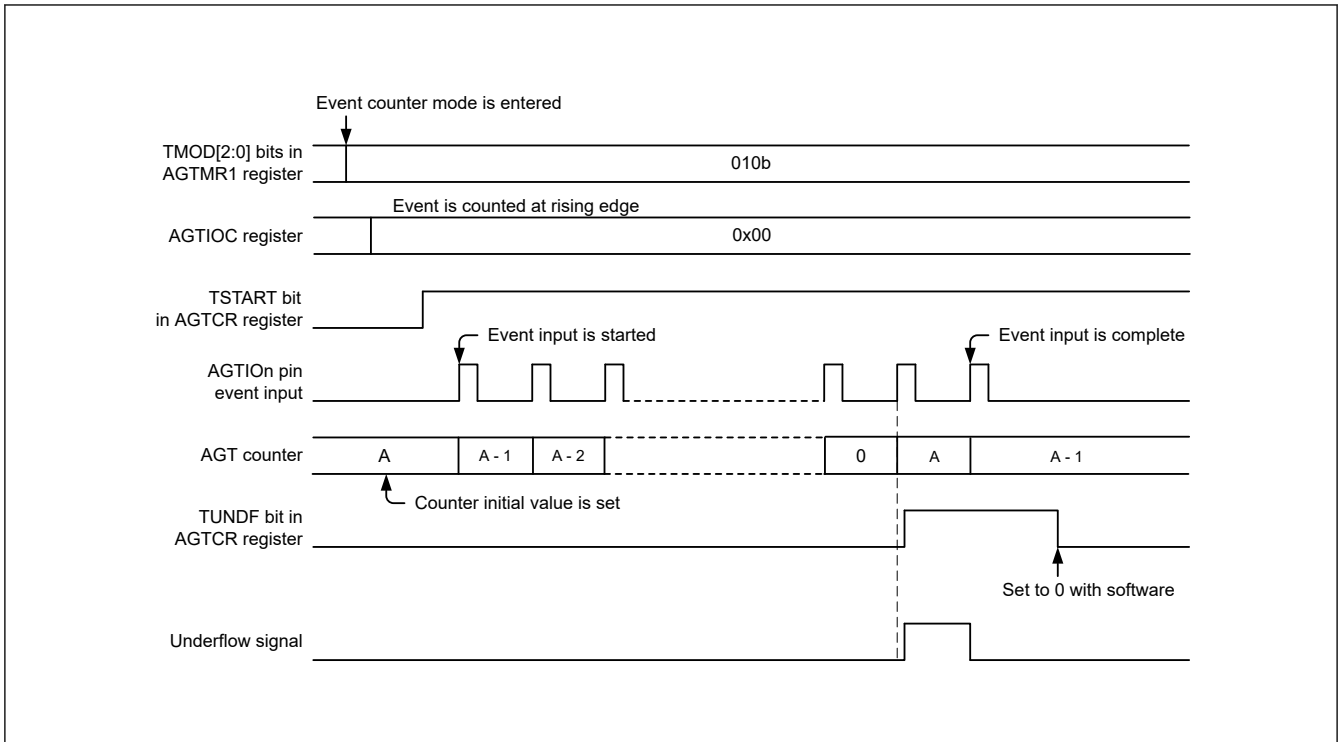 Event counter mode is entered
TMOD[2:0] bits in
AGTMR1 register
010b
Event is counted at rising edge
AGTIOC register
0x00
TSTART bit
in AGTCR register
Event input is started
Event input is complete
AGTIOn pin
event input
AGT counter
A
A - 1
A - 2
0
A
A - 1
Counter initial value is set
TUNDF bit in
AGTCR register
Set to 0 with software
Underflow signal